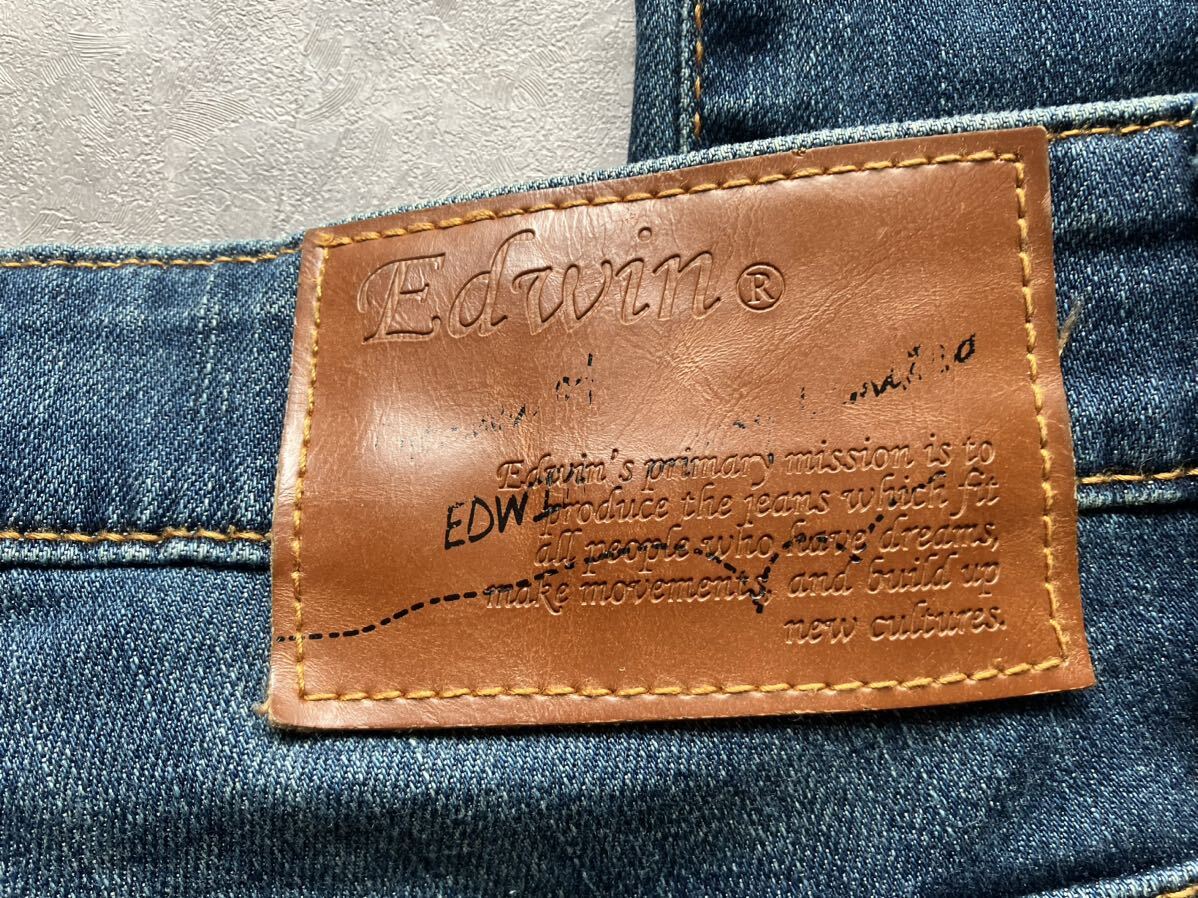 Edwin®
Edwin's primary mission is to
EDWI
produce the jeans which fit
all people who have dreams,
make movements, and build up
new cultures.